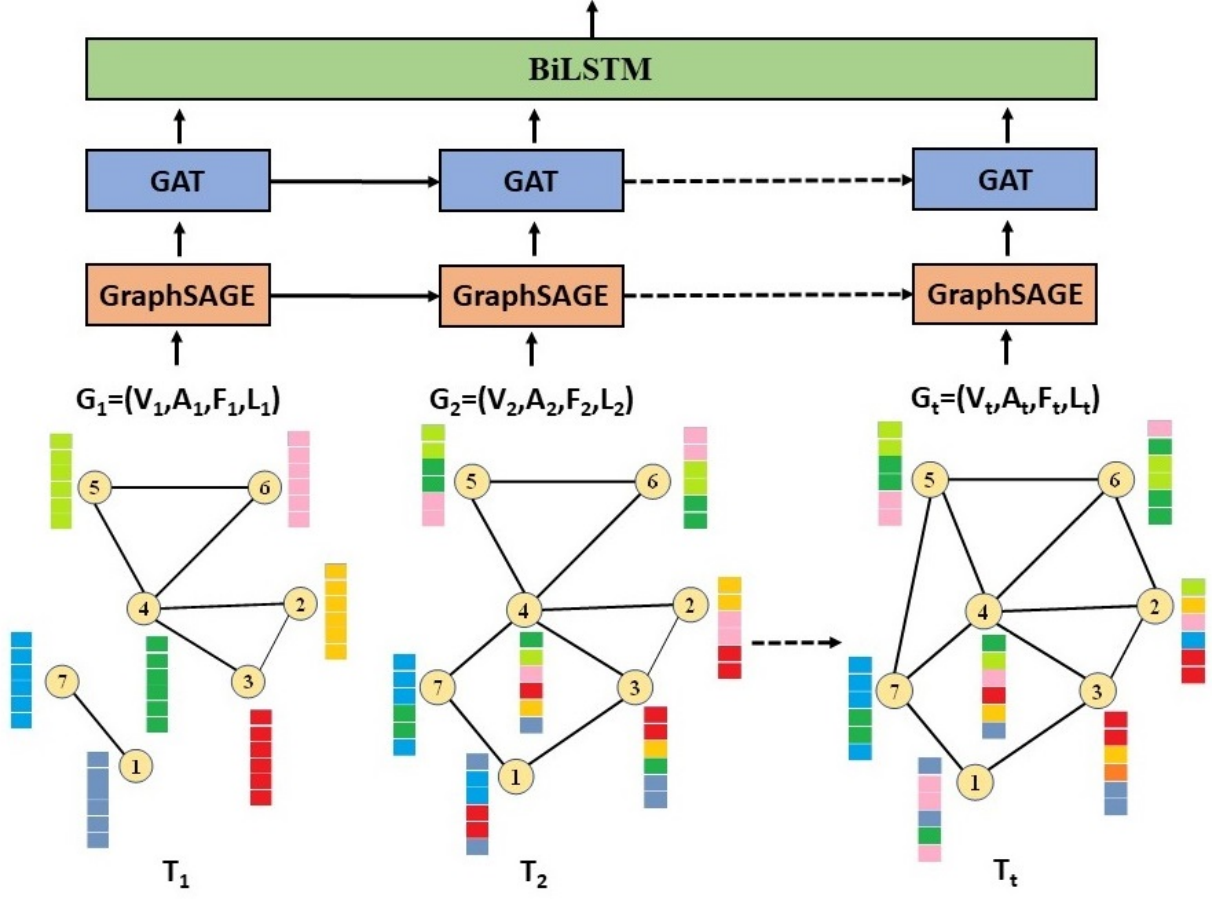 BiLSTM
GAT GAT GAT
GraphSAGE GraphSAGE GraphSAGE
G₁=(V₁,A₁,F₁,L₁) G₂=(V₂,A₂,F₂,L₂) Gₜ=(Vₜ,Aₜ,Fₜ,Lₜ)
5 6 5 6 5 6
4 2 4 2 4 2
7 3 7 3 7 3
1 1 1
T₁ T₂ Tₜ